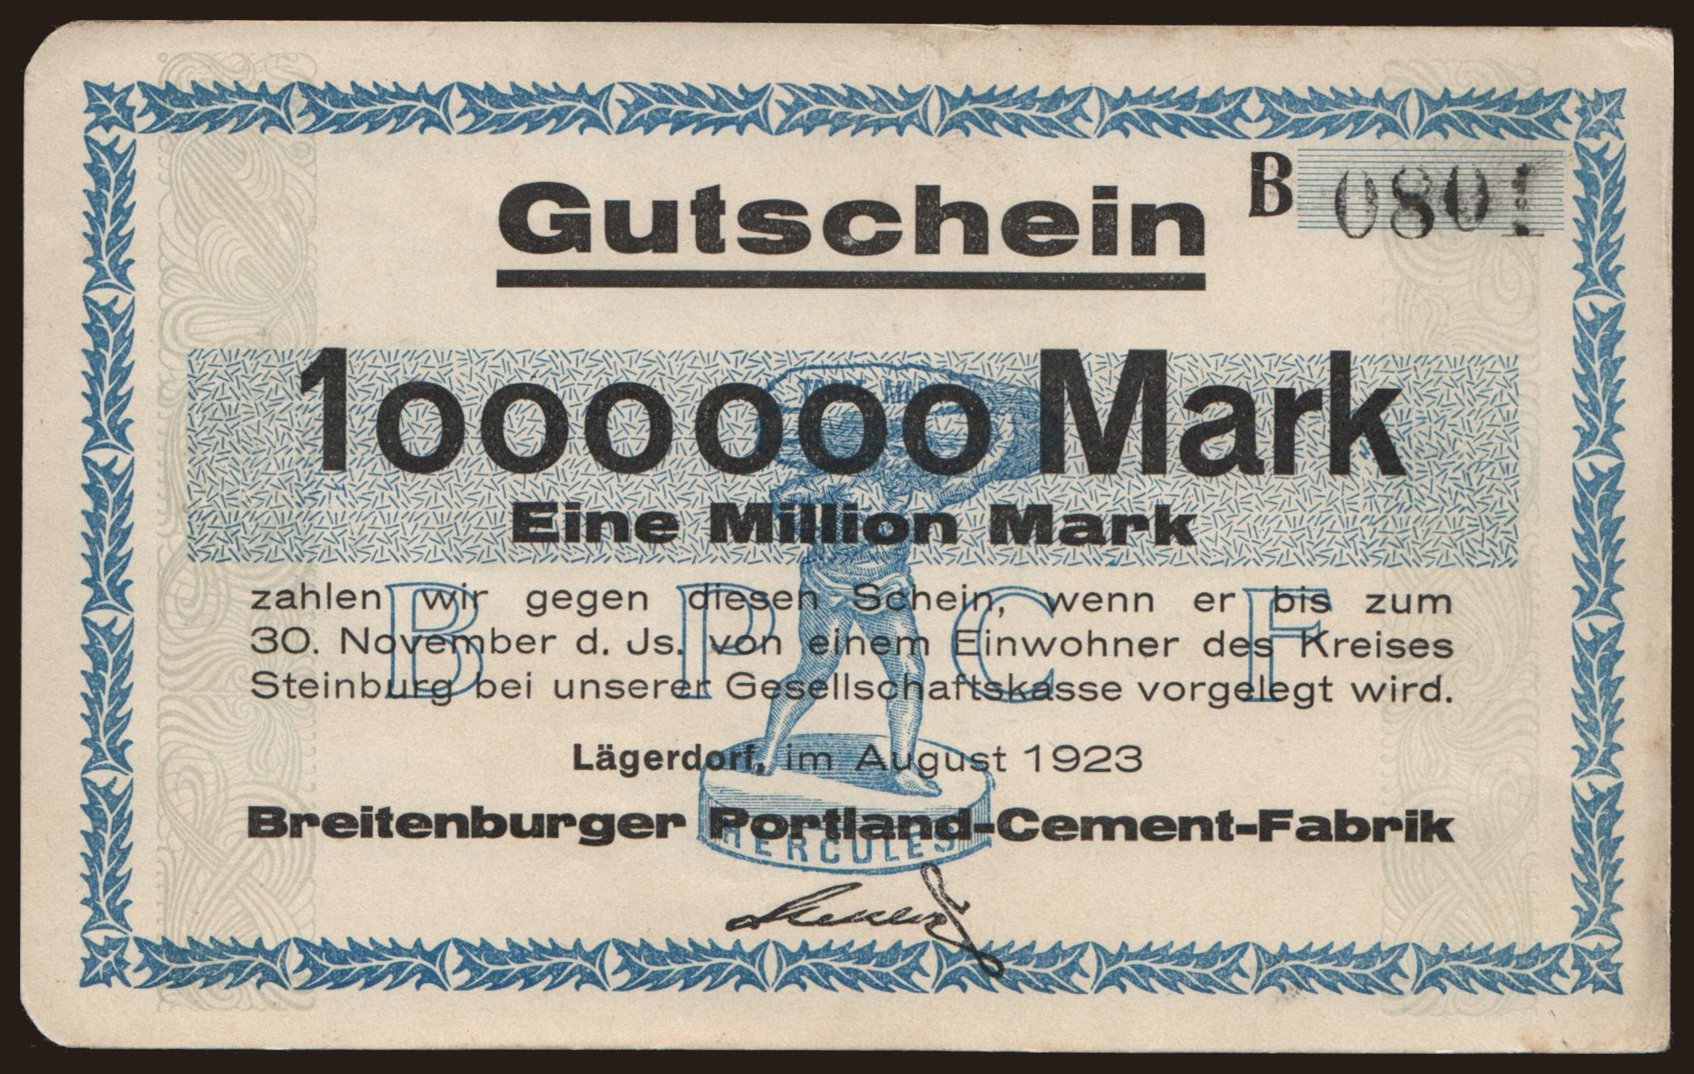 Gutschein
B 0801
1000000 Mark
Eine Million Mark
zahlen wir gegen diesen Schein, wenn er bis zum
30. November d. Js. von einem Einwohner des Kreises
Steinburg bei unserer Gesellschaftskasse vorgelegt wird.
B P C F
Lägerdorf, im August 1923
Breitenburger Portland-Cement-Fabrik
HERCULES